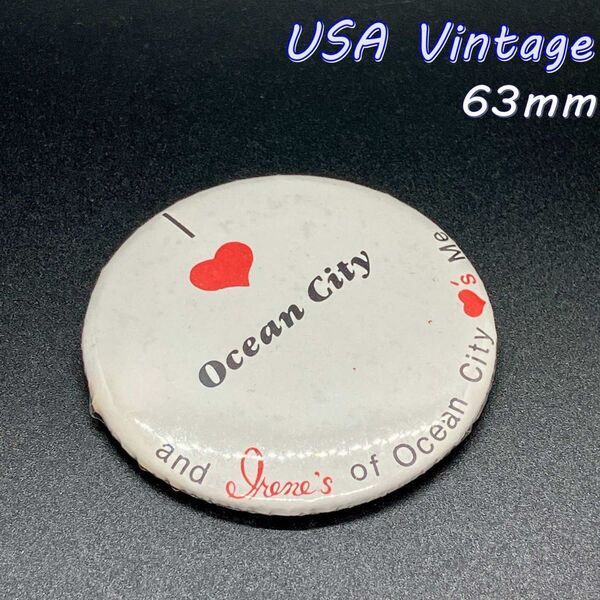 USA Vintage
63mm
I
♥
Ocean City
and Irene's of Ocean City ♥'s Me